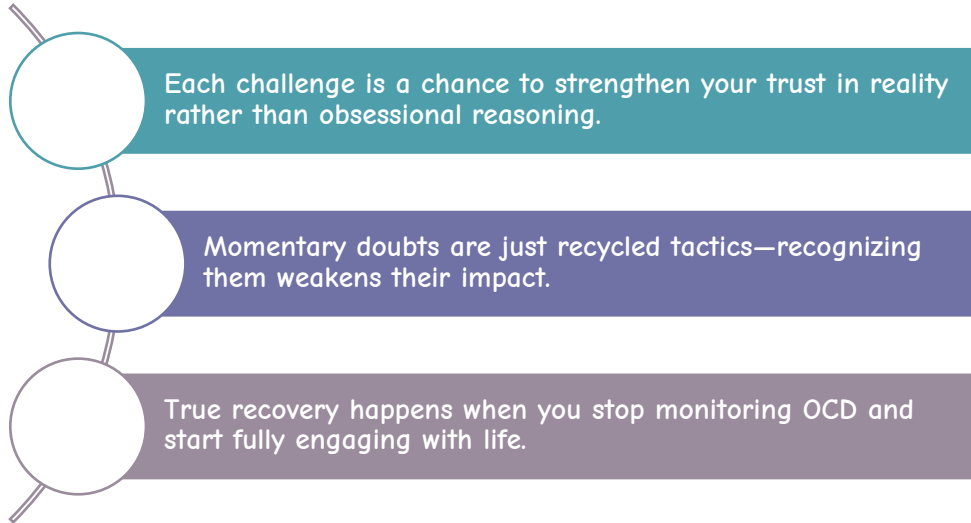 Each challenge is a chance to strengthen your trust in reality
rather than obsessional reasoning.
Momentary doubts are just recycled tactics—recognizing
them weakens their impact.
True recovery happens when you stop monitoring OCD and
start fully engaging with life.